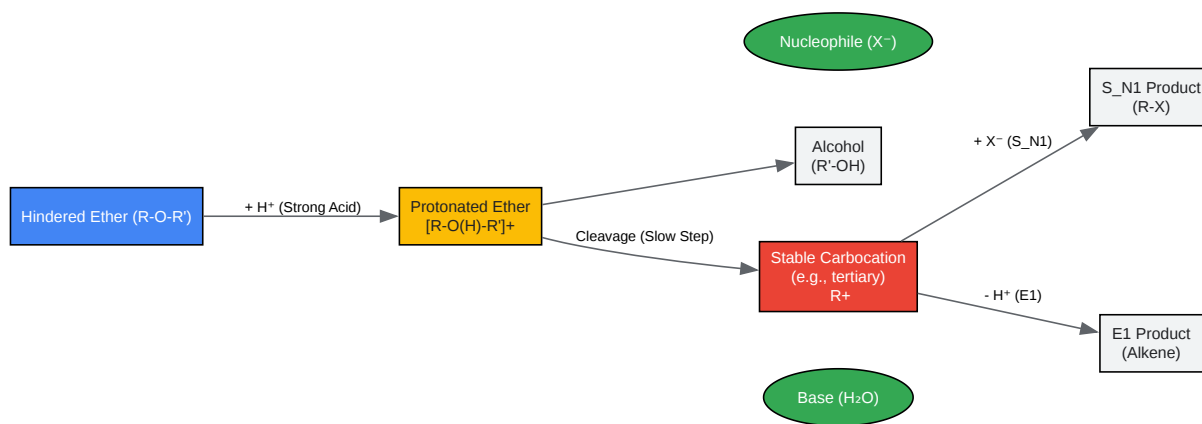 Nucleophile (X⁻)
S_N1 Product
(R-X)
+ X⁻ (S_N1)
Alcohol
(R'-OH)
Hindered Ether (R-O-R')
+ H⁺ (Strong Acid)
Protonated Ether
[R-O(H)-R']+
Cleavage (Slow Step)
Stable Carbocation
(e.g., tertiary)
R+
- H⁺ (E1)
E1 Product
(Alkene)
Base (H₂O)